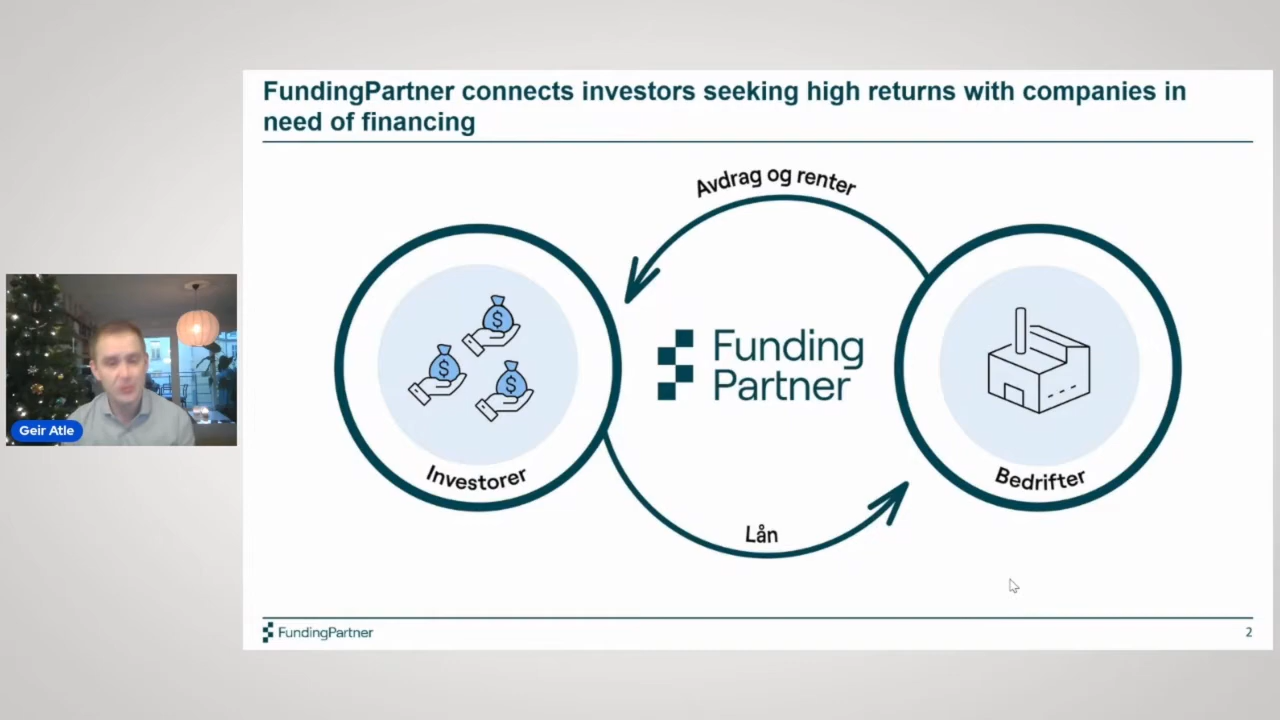 FundingPartner connects investors seeking high returns with companies in
need of financing
Avdrag og renter
Funding
Partner
Investorer
Bedrifter
Lån
Geir Atle
FundingPartner
2